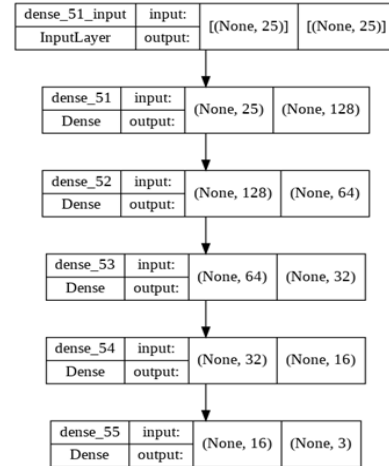 dense_51_input input: [(None, 25)] [(None, 25)]
InputLayer output:
dense_51 input: (None, 25) (None, 128)
Dense output:
dense_52 input: (None, 128) (None, 64)
Dense output:
dense_53 input: (None, 64) (None, 32)
Dense output:
dense_54 input: (None, 32) (None, 16)
Dense output:
dense_55 input: (None, 16) (None, 3)
Dense output: